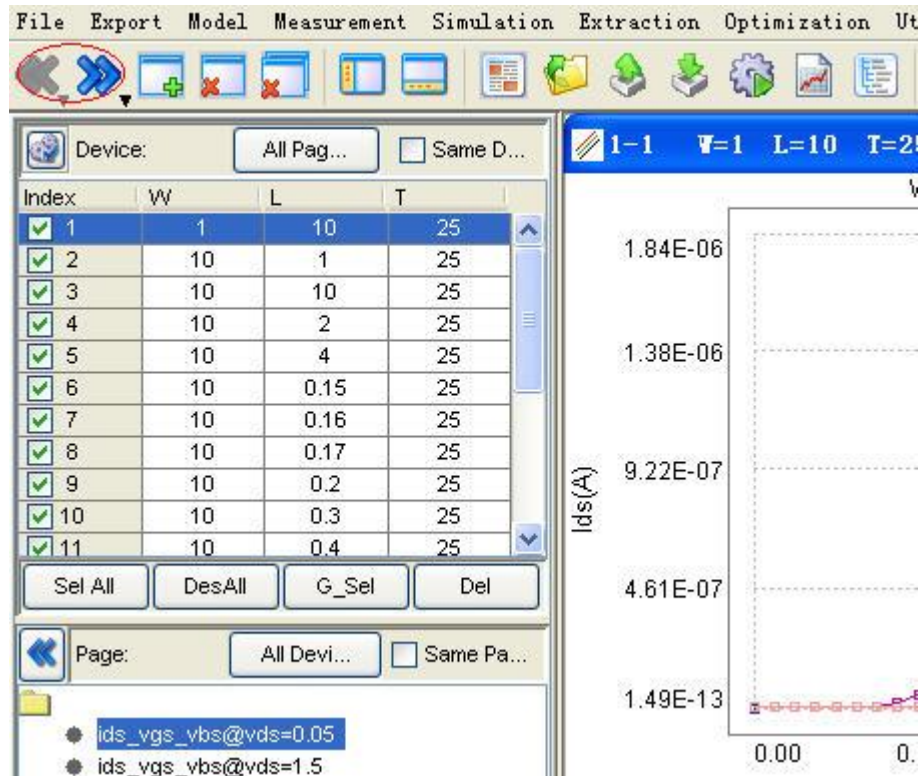 File Export Model Measurement Simulation Extraction Optimization Ut
Device: All Pag... Same D...
Index W L T
1 1 10 25
2 10 1 25
3 10 10 25
4 10 2 25
5 10 4 25
6 10 0.15 25
7 10 0.16 25
8 10 0.17 25
9 10 0.2 25
10 10 0.3 25
11 10 0.4 25
Sel All DesAll G_Sel Del
Page: All Devi... Same Pa...
ids_vgs_vbs@vds=0.05
ids_vgs_vbs@vds=1.5
1-1 W=1 L=10 T=25
1.84E-06
1.38E-06
9.22E-07
4.61E-07
1.49E-13
Ids(A)
0.00 0.